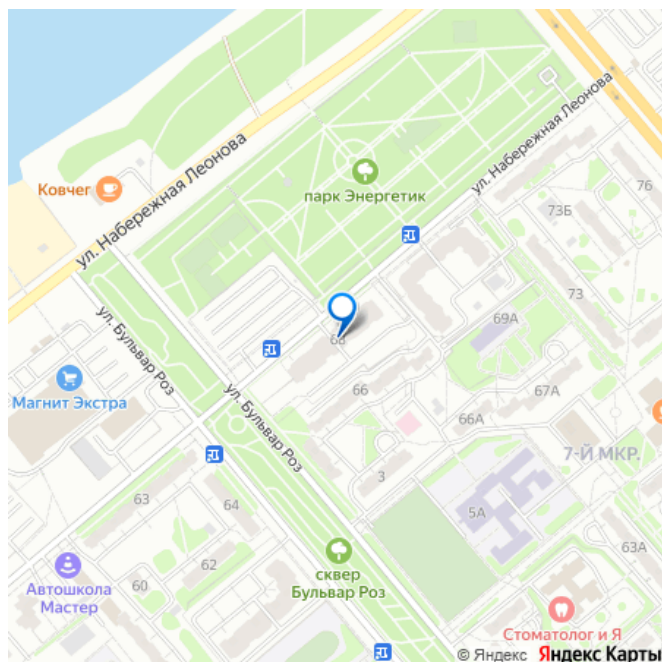 ул. Набережная Леонова
76
парк Энергетик
Ковчег
ул. Набережная Леонова
73Б
73
68
69А
ул. Бульвар Роз
Магнит Экстра
66
67А
ул. Бульвар Роз
66А
7-Й МКР.
3
63
64
5А
63А
62
сквер
Бульвар Роз
60
Автошкола
Мастер
Стоматолог и Я
© Яндекс Яндекс Карты